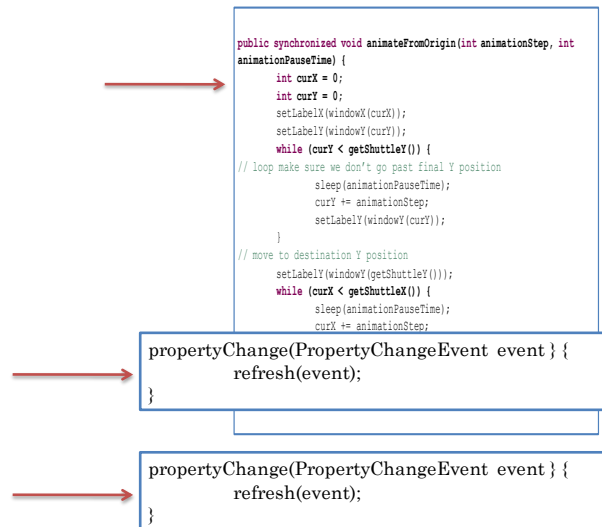 public synchronized void animateFromOrigin(int animationStep, int
animationPauseTime) {
int curX = 0;
int curY = 0;
setLabelX(windowX(curX));
setLabelY(windowY(curY));
while (curY < getShuttleY()) {
// loop make sure we don't go past final Y position
sleep(animationPauseTime);
curY += animationStep;
setLabelY(windowY(curY));
}
// move to destination Y position
setLabelY(windowY(getShuttleY()));
while (curX < getShuttleX()) {
sleep(animationPauseTime);
curX += animationStep;
propertyChange(PropertyChangeEvent event } {
refresh(event);
}
propertyChange(PropertyChangeEvent event } {
refresh(event);
}